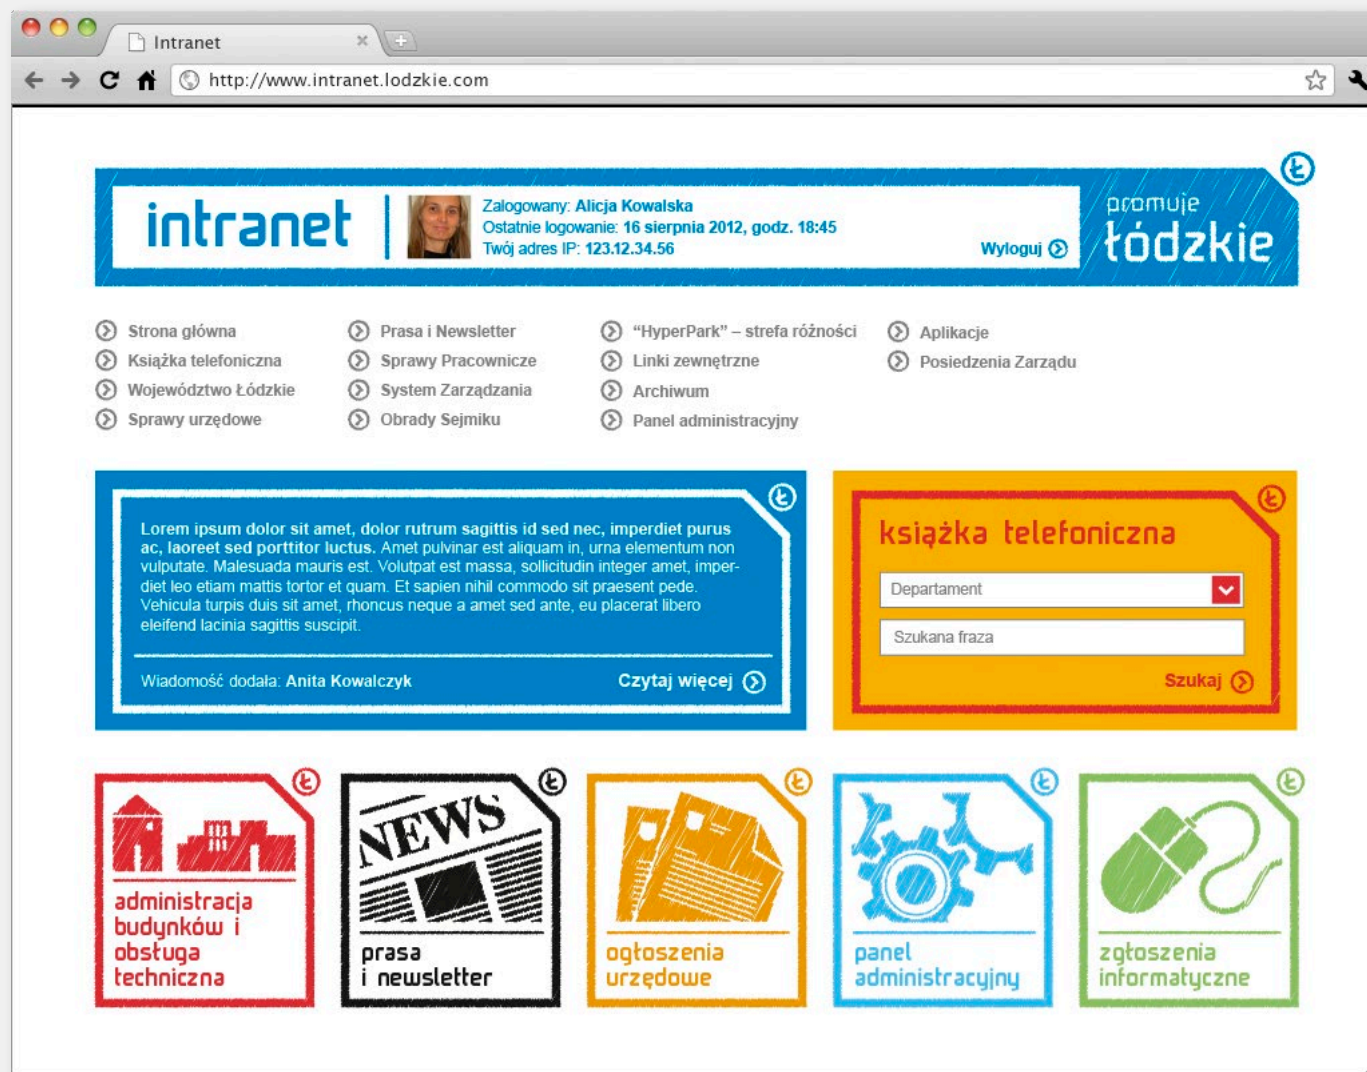 Intranet
http://www.intranet.lodzkie.com
Ł
intranet
Zalogowany: Alicja Kowalska
Ostatnie logowanie: 16 sierpnia 2012, godz. 18:45
Twój adres IP: 123.12.34.56
Wyloguj
promuje
łódzkie
Strona główna
Książka telefoniczna
Województwo Łódzkie
Sprawy urzędowe
Prasa i Newsletter
Sprawy Pracownicze
System Zarządzania
Obrady Sejmiku
“HyperPark” – strefa różności
Linki zewnętrzne
Archiwum
Panel administracyjny
Aplikacje
Posiedzenia Zarządu
Ł
Lorem ipsum dolor sit amet, dolor rutrum sagittis id sed nec, imperdiet purus
ac, laoreet sed porttitor luctus. Amet pulvinar est aliquam in, urna elementum non
vulputate. Malesuada mauris est. Volutpat est massa, sollicitudin integer amet, imper-
diet leo etiam mattis tortor et quam. Et sapien nihil commodo sit praesent pede.
Vehicula turpis duis sit amet, rhoncus neque a amet sed ante, eu placerat libero
eleifend lacinia sagittis suscipit.
Wiadomość dodała: Anita Kowalczyk
Czytaj więcej
Ł
książka telefoniczna
Departament
Szukana fraza
Szukaj
Ł
administracja
budynków i
obsługa
techniczna
Ł
NEWS
prasa
i newsletter
Ł
ogłoszenia
urzędowe
Ł
panel
administracyjny
Ł
zgłoszenia
informatyczne